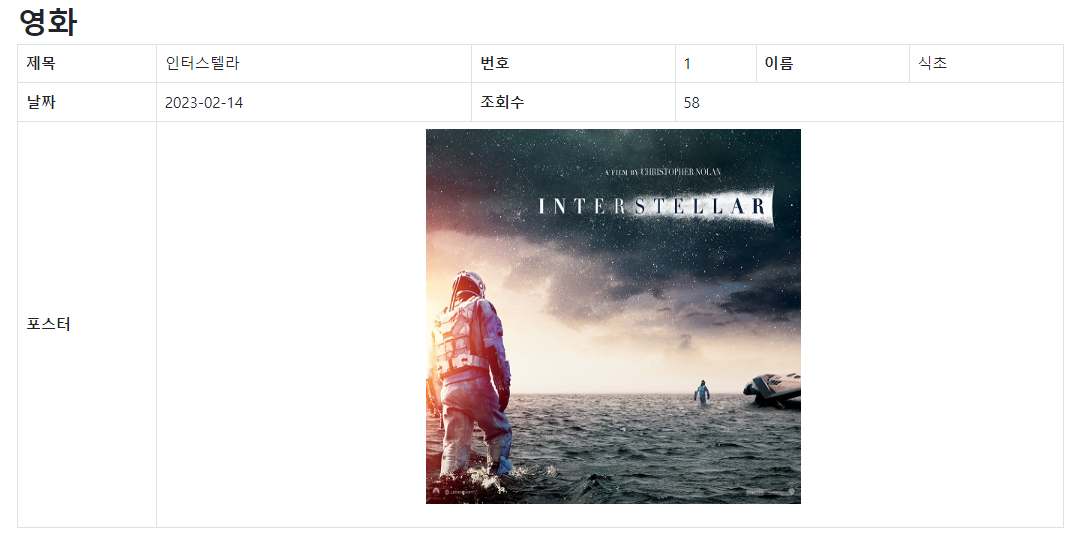 영화
제목 인터스텔라 번호 1 이름 식초
날짜 2023-02-14 조회수 58
포스터
A FILM BY CHRISTOPHER NOLAN
INTERSTELLAR